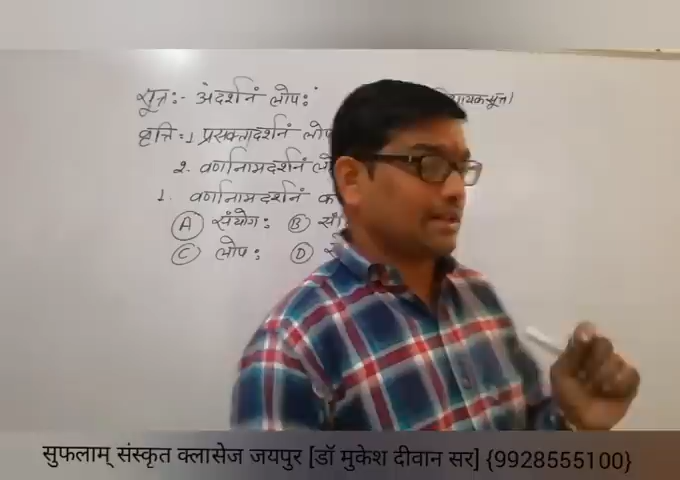 सूत्र:- अदर्शनं लोपः
वृत्ति:- 1. प्रसक्तादर्शनं लोप
2. वर्णानामदर्शनं लो
1. वर्णानामदर्शनं क
Ⓐ संयोगः Ⓑ सं
Ⓒ लोपः Ⓓ
सुफलाम् संस्कृत क्लासेज जयपुर [डॉ मुकेश दीवान सर] {9928555100}